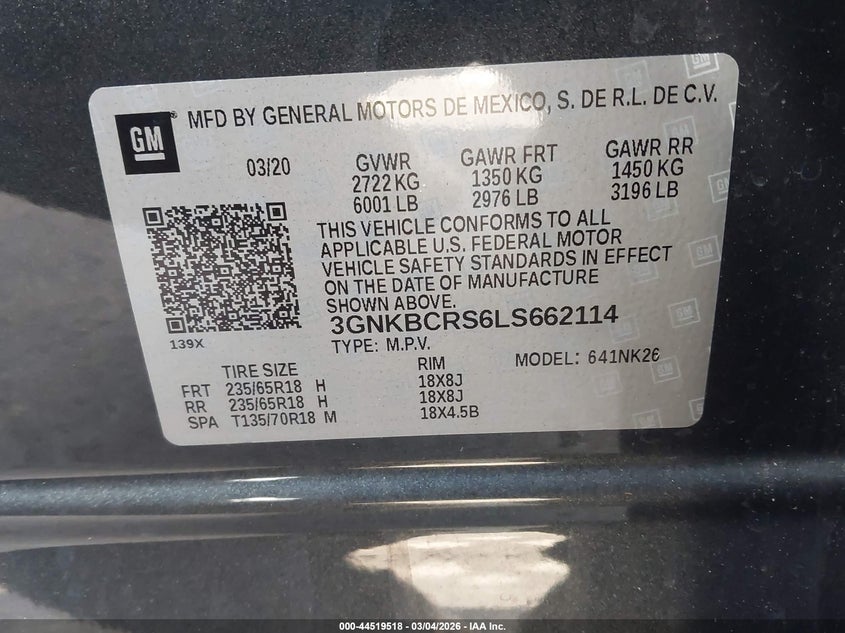 GM
MFD BY GENERAL MOTORS DE MEXICO, S. DE R.L. DE C.V.
03/20
GVWR GAWR FRT GAWR RR
2722 KG 1350 KG 1450 KG
6001 LB 2976 LB 3196 LB
THIS VEHICLE CONFORMS TO ALL
APPLICABLE U.S. FEDERAL MOTOR
VEHICLE SAFETY STANDARDS IN EFFECT
ON THE DATE OF MANUFACTURE
SHOWN ABOVE.
139X
3GNKBCRS6LS662114
TYPE: M.P.V. MODEL: 641NK26
TIRE SIZE RIM
FRT 235/65R18 H 18X8J
RR 235/65R18 H 18X8J
SPA T135/70R18 M 18X4.5B
000-44519518 - 03/04/2026 - IAA Inc.